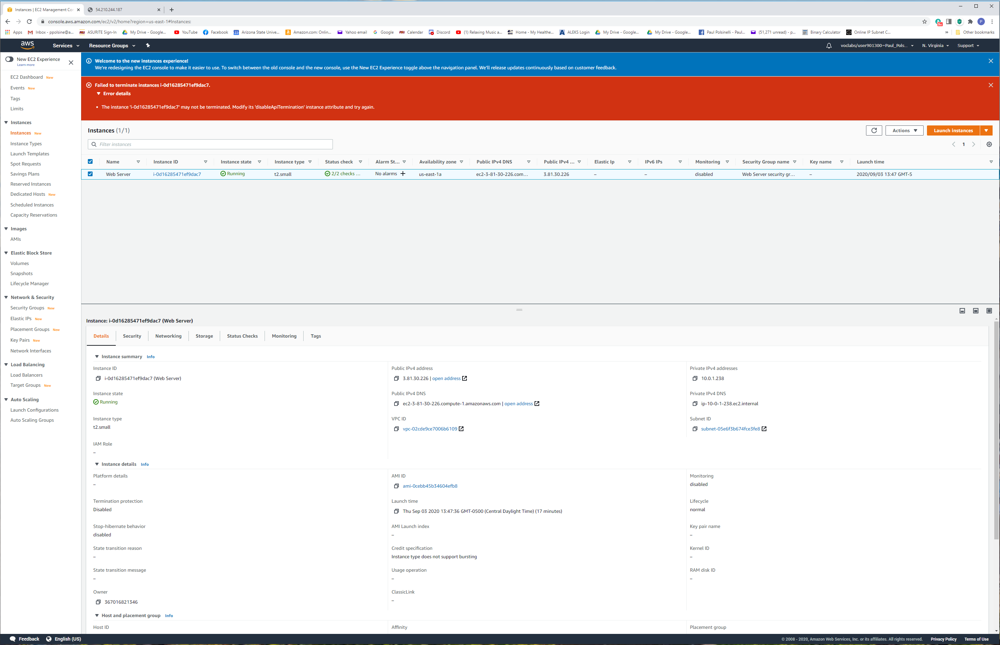 Instances | EC2 Management Con
54.210.244.187
console.aws.amazon.com/ec2/v2/home?region=us-east-1#Instances:
9+
P
Apps
Inbox - ppolsine@a...
ASURITE Sign-In
My Drive - Google...
YouTube
Facebook
22
Arizona State Unive...
Amazon.com: Onlin...
Yahoo email
Google
Calendar
Discord
(1) Relaxing Music a...
Home - My Healthe...
ALEKS Login
My Drive - Google...
My Drive - Google...
Paul Polsinelli - Paul...
(51,271 unread) - p...
Binary Calculator
Online IP Subnet C...
»
Other bookmarks
aws
Services
Resource Groups
voclabs/user901300=Paul_Pols...
N. Virginia
Support
New EC2 Experience
Learn more
EC2 Dashboard New
Events New
Tags
Limits
Instances
Instances New
Instance Types
Launch Templates
Spot Requests
Savings Plans
Reserved Instances
Dedicated Hosts New
Scheduled Instances
Capacity Reservations
Images
AMIs
Elastic Block Store
Volumes
Snapshots
Lifecycle Manager
Network & Security
Security Groups New
Elastic IPs New
Placement Groups New
Key Pairs New
Network Interfaces
Load Balancing
Load Balancers
Target Groups New
Auto Scaling
Launch Configurations
Auto Scaling Groups
Welcome to the new instances experience!
We're redesigning the EC2 console to make it easier to use. To switch between the old console and the new console, use the New EC2 Experience toggle above the navigation panel. We'll release updates continuously based on customer feedback.
Failed to terminate instances i-0d16285471ef9dac7.
Error details
• The instance 'i-0d16285471ef9dac7' may not be terminated. Modify its 'disableApiTermination' instance attribute and try again.
Instances (1/1)
Actions
Launch instances
Filter instances
1
Name
Instance ID
Instance state
Instance type
Status check
Alarm St...
Availability zone
Public IPv4 DNS
Public IPv4 ...
Elastic Ip
IPv6 IPs
Monitoring
Security Group name
Key name
Launch time
Web Server
i-0d16285471ef9dac7
Running
t2.small
2/2 checks ...
No alarms +
us-east-1a
ec2-3-81-30-226.com...
3.81.30.226
–
–
disabled
Web Server security gr...
–
2020/09/03 13:47 GMT-5
Instance: i-0d16285471ef9dac7 (Web Server)
Details
Security
Networking
Storage
Status Checks
Monitoring
Tags
Instance summary Info
Instance ID
i-0d16285471ef9dac7 (Web Server)
Public IPv4 address
3.81.30.226 | open address
Private IPv4 addresses
10.0.1.238
Instance state
Running
Public IPv4 DNS
ec2-3-81-30-226.compute-1.amazonaws.com | open address
Private IPv4 DNS
ip-10-0-1-238.ec2.internal
Instance type
t2.small
VPC ID
vpc-02cde9ce7006b6109
Subnet ID
subnet-05e6f3b674fce3fe8
IAM Role
–
Instance details Info
Platform details
–
AMI ID
ami-0cebb45b34604efb8
Monitoring
disabled
Termination protection
Disabled
Launch time
Thu Sep 03 2020 13:47:36 GMT-0500 (Central Daylight Time) (17 minutes)
Lifecycle
normal
Stop-hibernate behavior
disabled
AMI Launch index
–
Key pair name
–
State transition reason
–
Credit specification
Instance type does not support bursting
Kernel ID
–
State transition message
–
Usage operation
–
RAM disk ID
–
Owner
367016821346
ClassicLink
–
Host and placement group Info
Host ID
Affinity
Placement group
Feedback
English (US)
© 2008 - 2020, Amazon Web Services, Inc. or its affiliates. All rights reserved.
Privacy Policy
Terms of Use